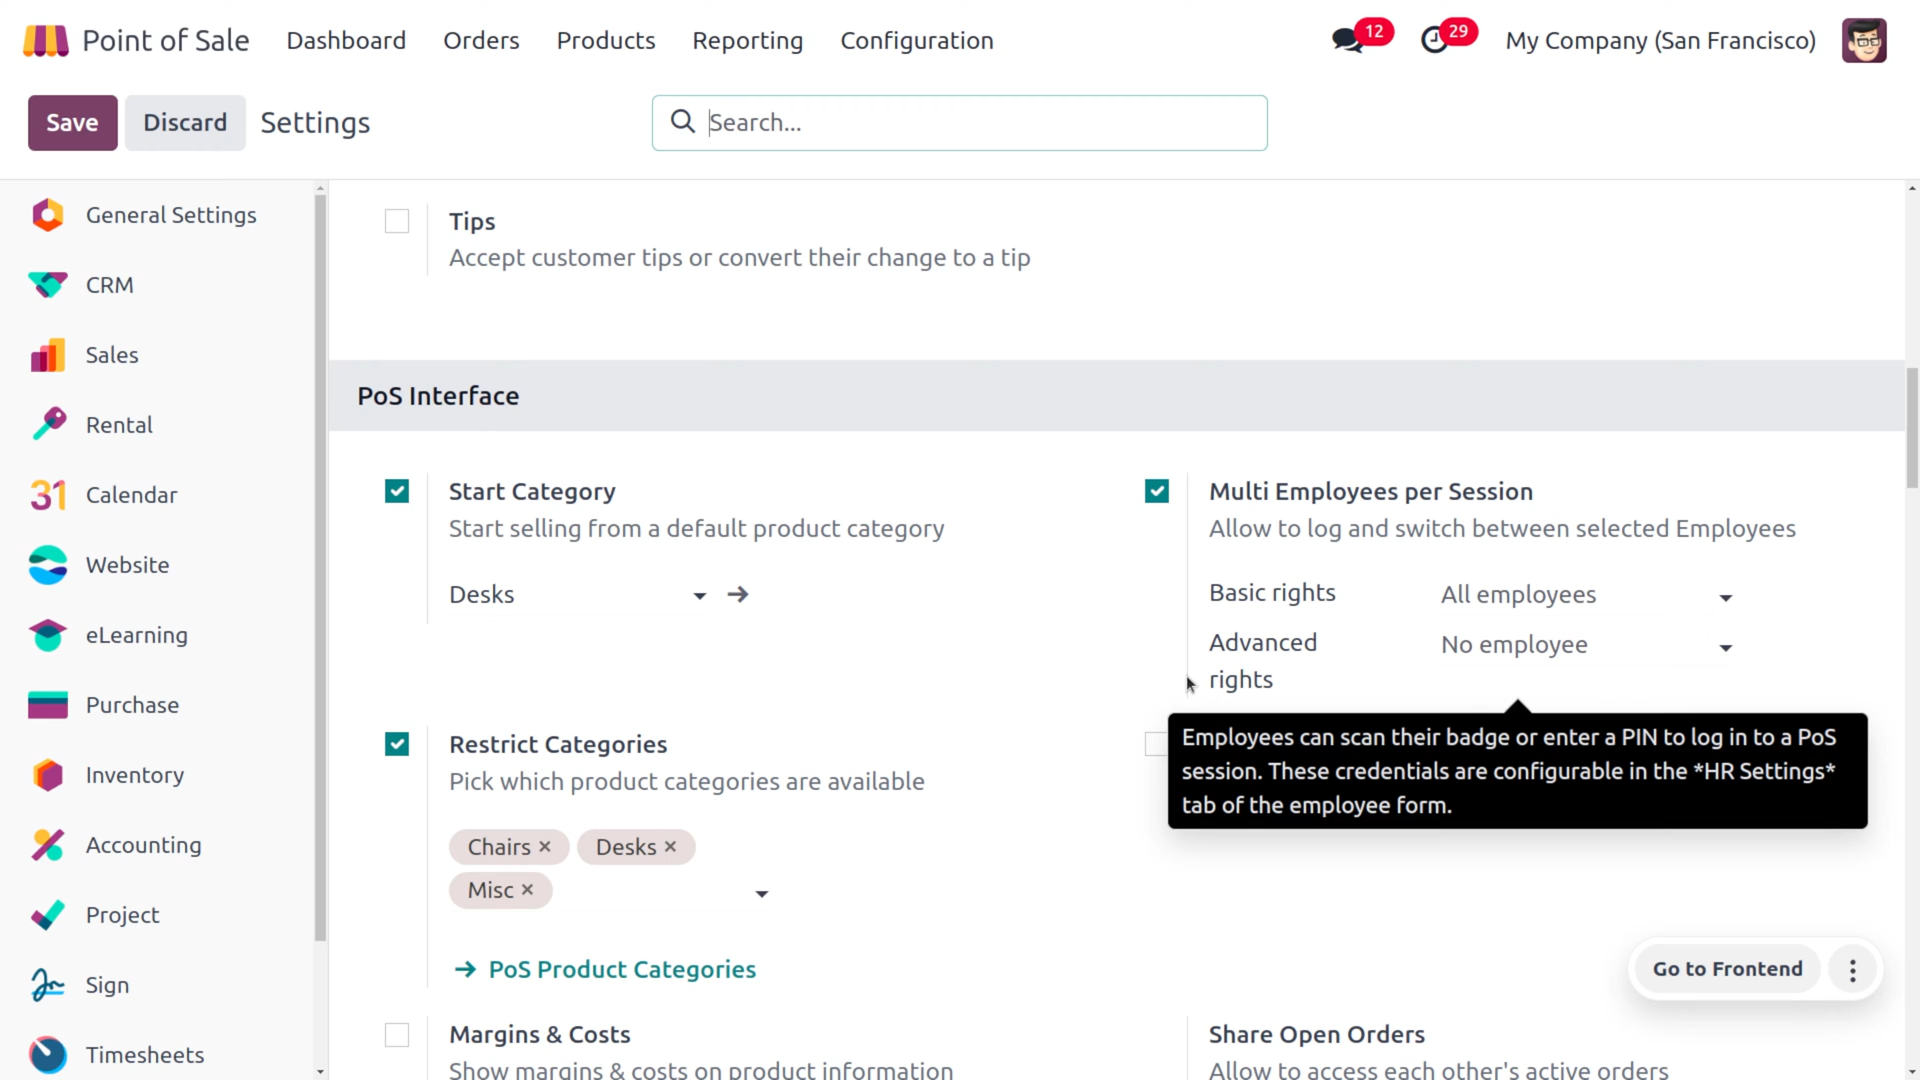 Point of Sale Dashboard Orders Products Reporting Configuration 12 29 My Company (San Francisco)
Save Discard Settings Search...
General Settings
CRM
Sales
Rental
31 Calendar
Website
eLearning
Purchase
Inventory
Accounting
Project
Sign
Timesheets
Tips
Accept customer tips or convert their change to a tip
PoS Interface
Start Category
Start selling from a default product category
Desks
Multi Employees per Session
Allow to log and switch between selected Employees
Basic rights All employees
Advanced No employee
rights
Employees can scan their badge or enter a PIN to log in to a PoS
session. These credentials are configurable in the *HR Settings*
tab of the employee form.
Restrict Categories
Pick which product categories are available
Chairs × Desks ×
Misc ×
PoS Product Categories
Go to Frontend
Margins & Costs
Show margins & costs on product information
Share Open Orders
Allow to access each other's active orders